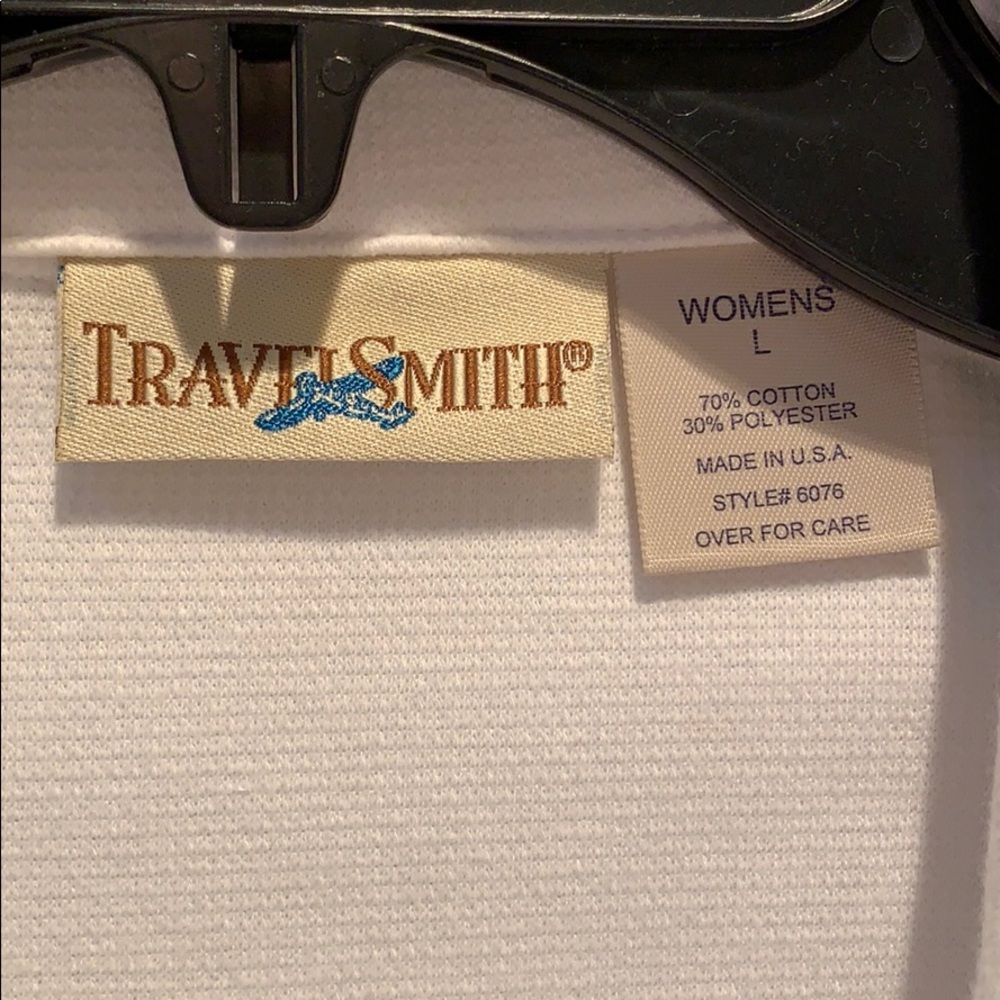 TRAVELSMITH®
WOMENS
L
70% COTTON
30% POLYESTER
MADE IN U.S.A.
STYLE# 6076
OVER FOR CARE